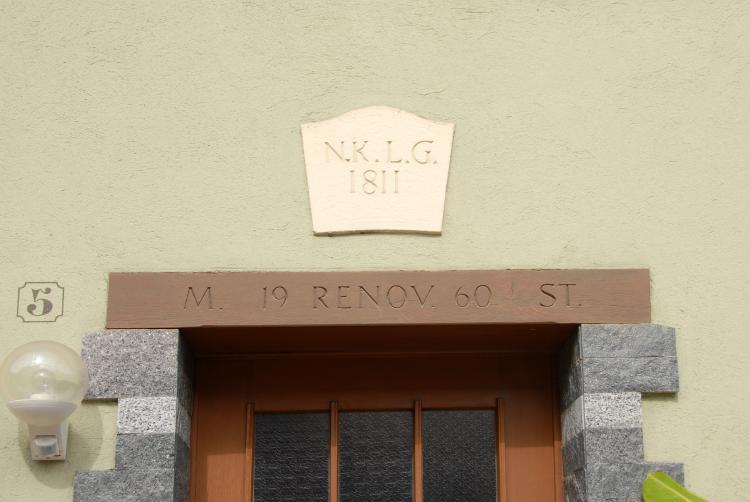 N.K.L.G.
1811
M. 19 RENOV. 60 ST.
5